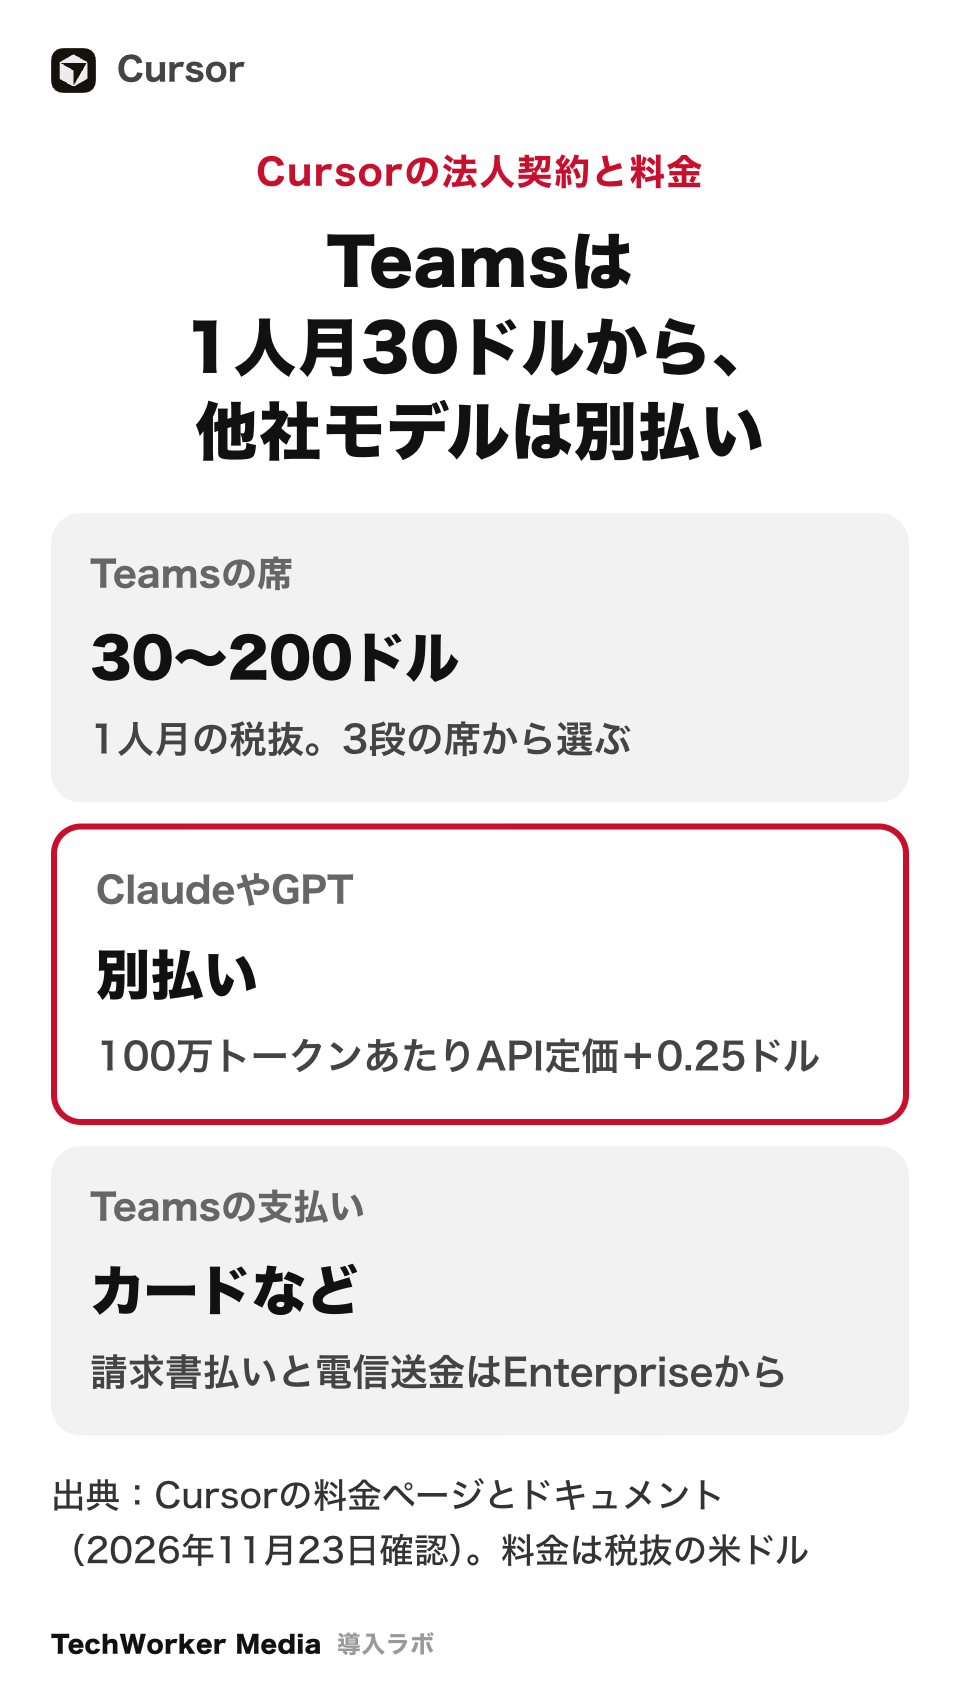 Cursor
Cursorの法人契約と料金
Teamsは
1人月30ドルから、
他社モデルは別払い
Teamsの席
30〜200ドル
1人月の税抜。3段の席から選ぶ
ClaudeやGPT
別払い
100万トークンあたりAPI定価＋0.25ドル
Teamsの支払い
カードなど
請求書払いと電信送金はEnterpriseから
出典：Cursorの料金ページとドキュメント
（2026年11月23日確認）。料金は税抜の米ドル
TechWorker Media 導入ラボ